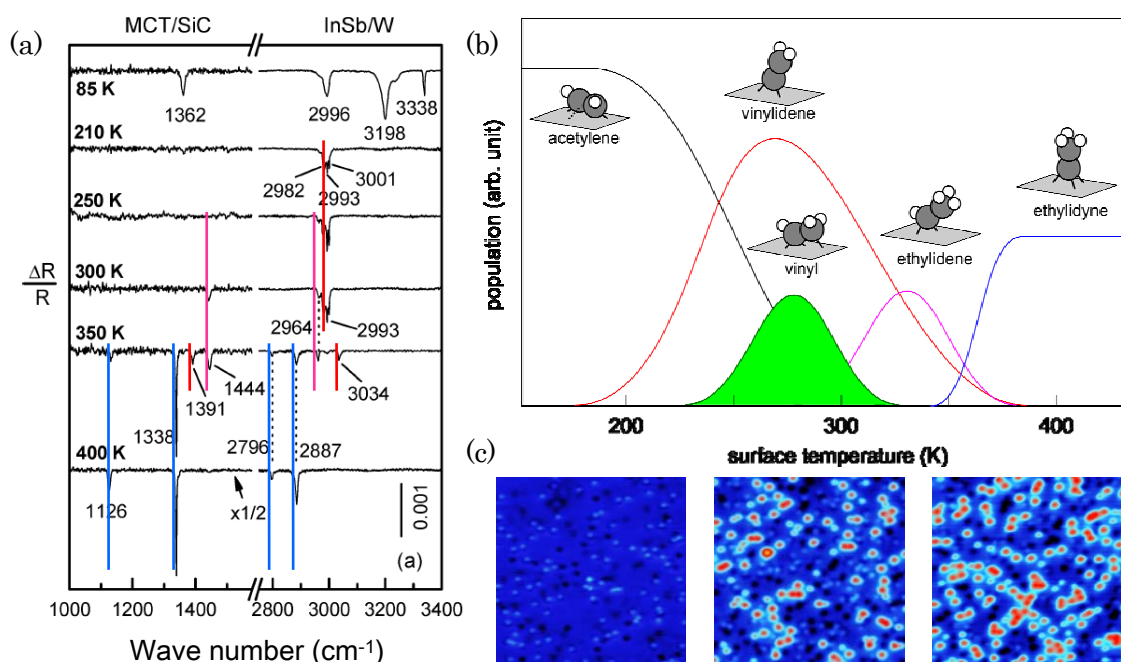 (a)
MCT/SiC
InSb/W
85 K
1362
2996
3198
3338
210 K
2982
2993
3001
250 K
ΔR
R
300 K
2964
2993
350 K
1391
1444
3034
1338
2796
2887
400 K
1126
x1/2
0.001
(a)
1000 1200 1400 2800 3000 3200 3400
Wave number (cm-1)
(b)
population (arb. unit)
acetylene
vinylidene
vinyl
ethylidene
ethylidyne
200 300 400
surface temperature (K)
(c)